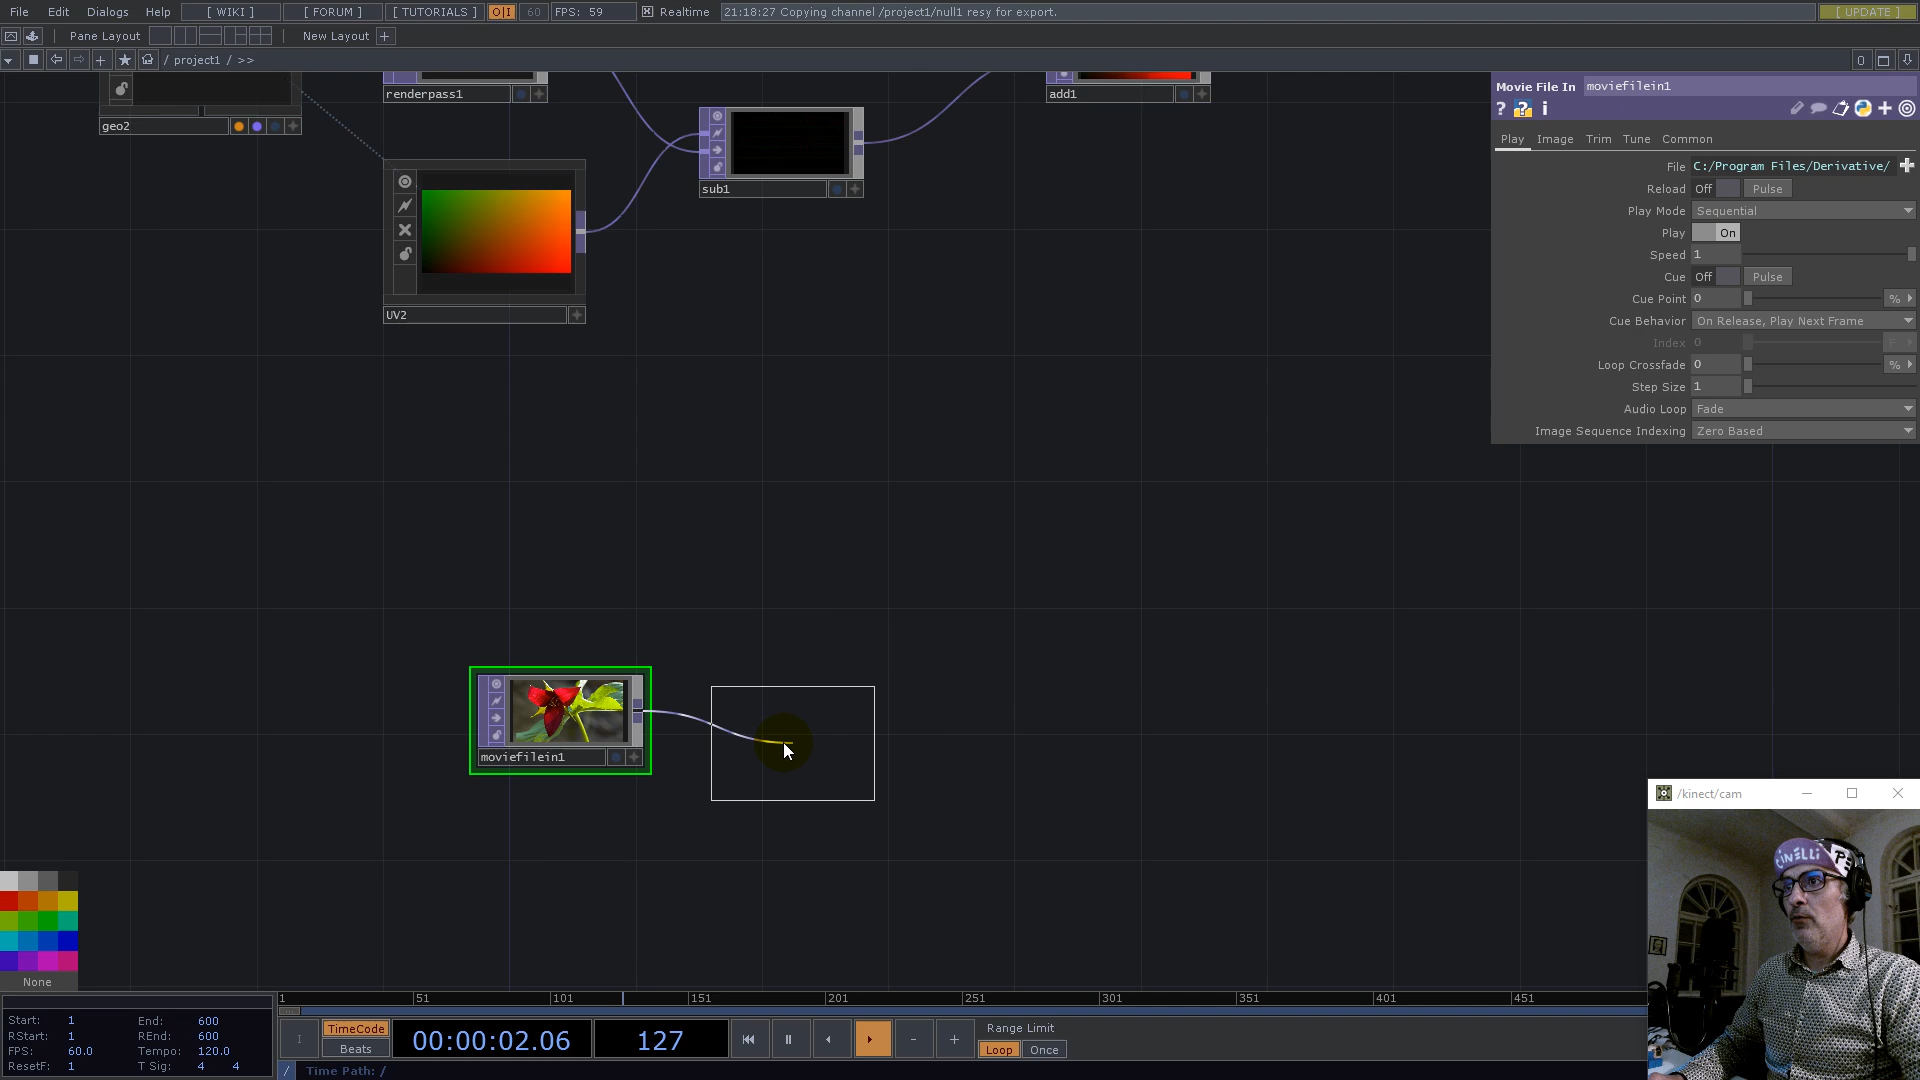 File Edit Dialogs Help [ WIKI ] [ FORUM ] [ TUTORIALS ] O|I 60 FPS: 59 Realtime 21:18:27 Copying channel /project1/null1 resy for export. [ UPDATE ]
Pane Layout New Layout +
/ project1 / >> 0
renderpass1
add1
geo2
sub1
UV2
moviefilein1
Movie File In moviefilein1
? ? i
Play Image Trim Tune Common
File C:/Program Files/Derivative/
Reload Off Pulse
Play Mode Sequential
Play On
Speed 1
Cue Off Pulse
Cue Point 0 %
Cue Behavior On Release, Play Next Frame
Index 0 F
Loop Crossfade 0 %
Step Size 1
Audio Loop Fade
Image Sequence Indexing Zero Based
/kinect/cam
CINELLI
None
1 51 101 151 201 251 301 351 401 451
Start: 1 End: 600
RStart: 1 REnd: 600
FPS: 60.0 Tempo: 120.0
ResetF: 1 T Sig: 4 4
TimeCode
Beats
00:00:02.06
127
Range Limit
Loop Once
/ Time Path: /